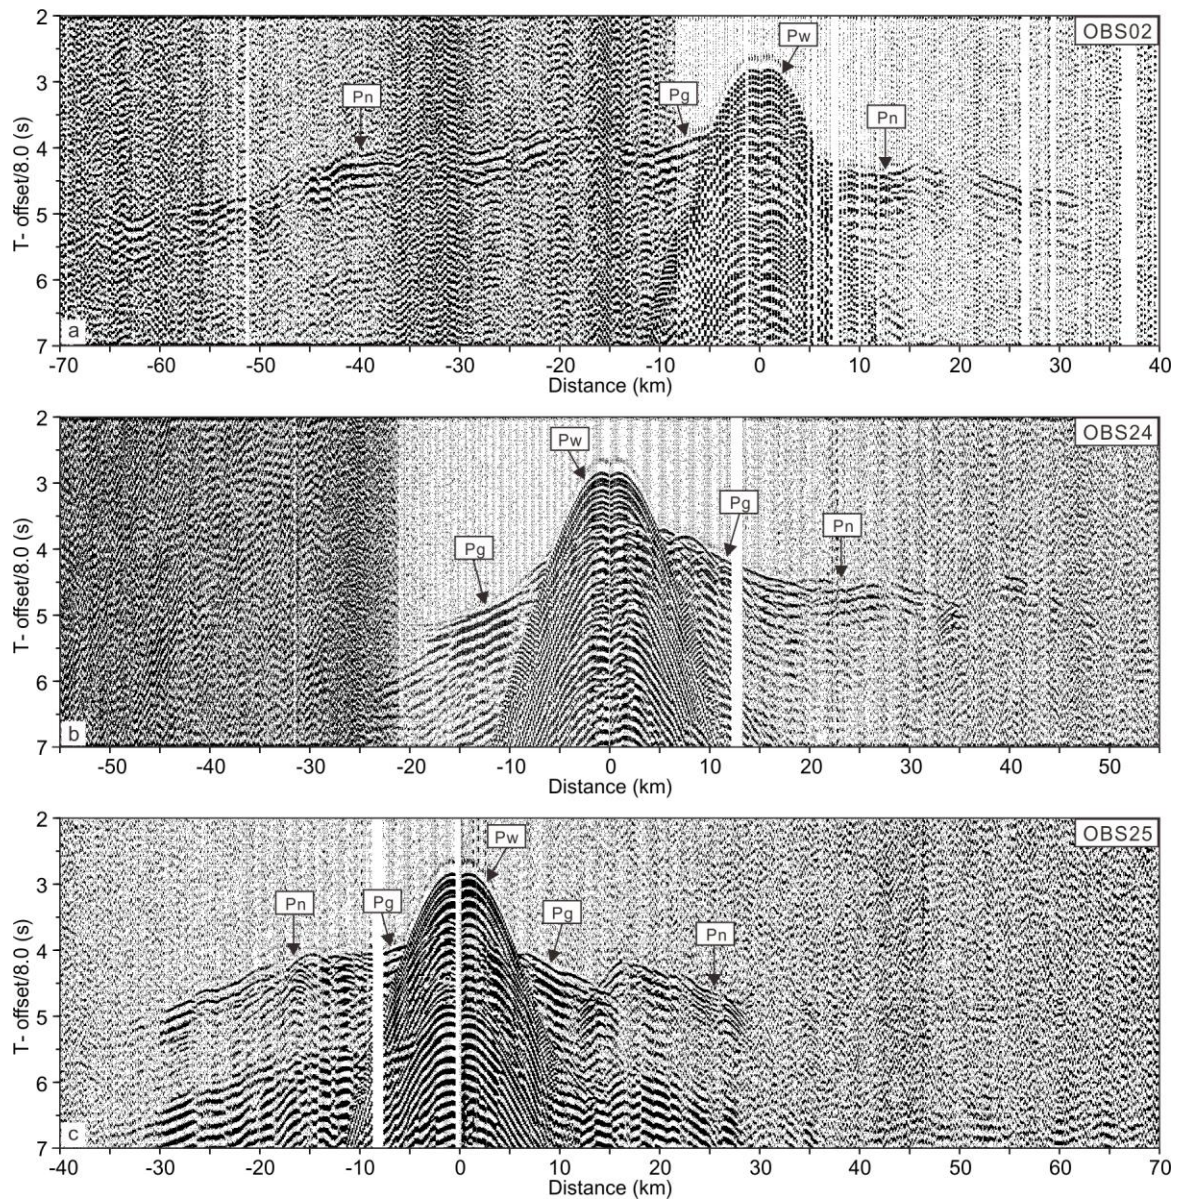 OBS02
T- offset/8.0 (s)
2
3
4
5
6
7
Pw
Pg
Pn
Pn
a
-70 -60 -50 -40 -30 -20 -10 0 10 20 30 40
Distance (km)
OBS24
T- offset/8.0 (s)
2
3
4
5
6
7
Pw
Pg
Pg
Pn
b
-50 -40 -30 -20 -10 0 10 20 30 40 50
Distance (km)
OBS25
T- offset/8.0 (s)
2
3
4
5
6
7
Pw
Pn
Pg
Pg
Pn
c
-40 -30 -20 -10 0 10 20 30 40 50 60 70
Distance (km)